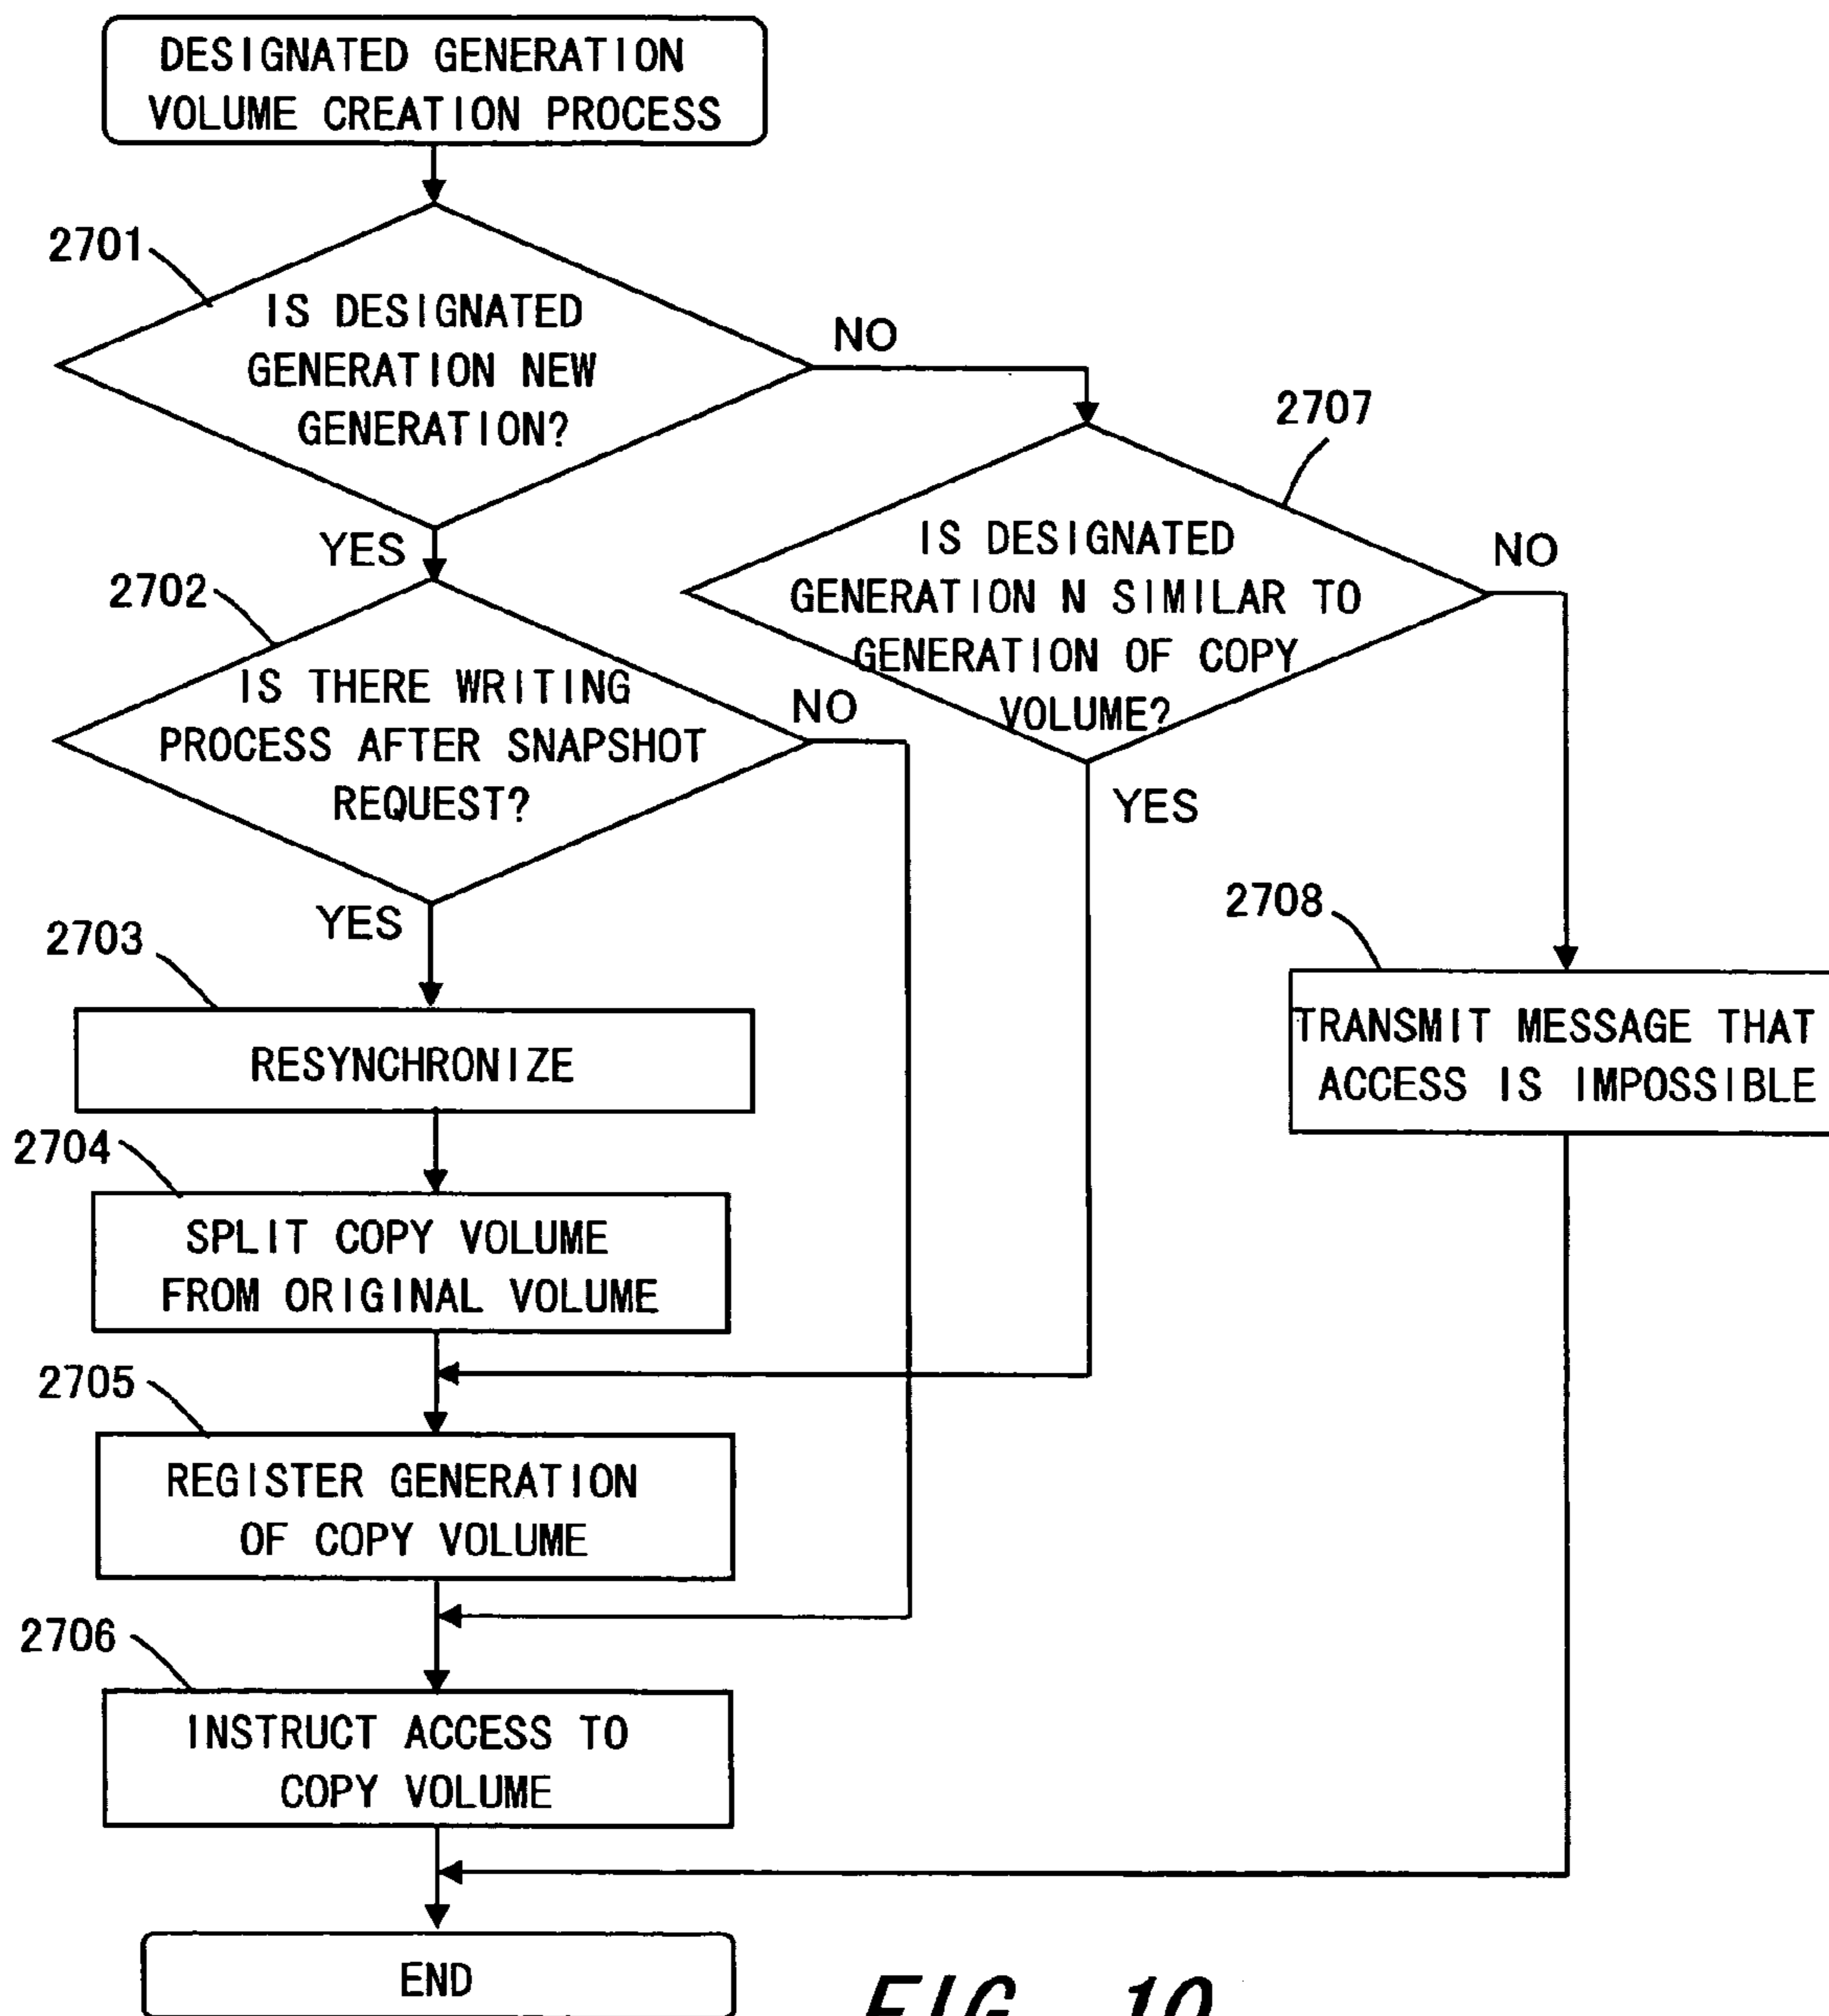 DESIGNATED GENERATION
VOLUME CREATION PROCESS
2701
IS DESIGNATED
GENERATION NEW
GENERATION?
NO
YES
2707
IS DESIGNATED
GENERATION N SIMILAR TO
GENERATION OF COPY
VOLUME?
NO
YES
2702
IS THERE WRITING
PROCESS AFTER SNAPSHOT
REQUEST?
NO
YES
2703
RESYNCHRONIZE
2708
TRANSMIT MESSAGE THAT
ACCESS IS IMPOSSIBLE
2704
SPLIT COPY VOLUME
FROM ORIGINAL VOLUME
2705
REGISTER GENERATION
OF COPY VOLUME
2706
INSTRUCT ACCESS TO
COPY VOLUME
END